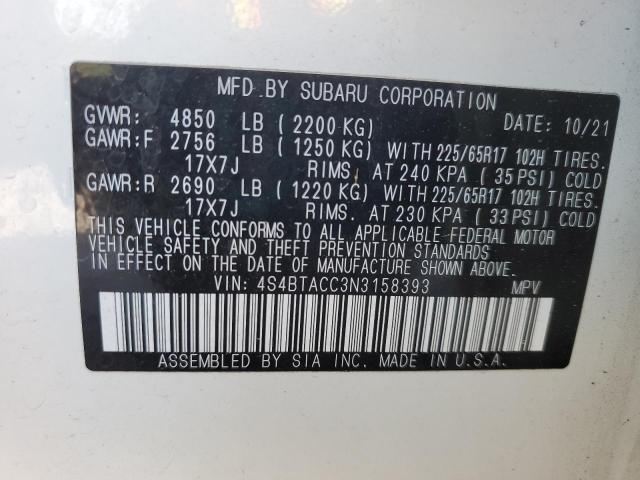 MFD.BY SUBARU CORPORATION
GVWR: 4850 LB ( 2200 KG) DATE: 10/21
GAWR:F 2756 LB ( 1250 KG) WITH 225/65R17 102H TIRES.
17X7J RIMS. AT 240 KPA ( 35 PSI) COLD
GAWR:R 2690 LB ( 1220 KG) WITH 225/65R17 102H TIRES.
17X7J RIMS. AT 230 KPA ( 33 PSI) COLD
THIS VEHICLE CONFORMS TO ALL APPLICABLE FEDERAL MOTOR
VEHICLE SAFETY AND THEFT PREVENTION STANDARDS
IN EFFECT ON THE DATE OF MANUFACTURE SHOWN ABOVE.
VIN: 4S4BTACC3N3158393 MPV
ASSEMBLED BY SIA INC. MADE IN U.S.A.